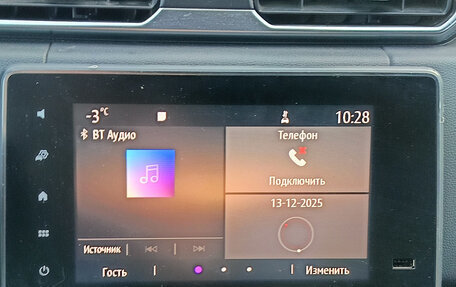 -3°C 10:28
BT Аудио
Телефон
Подключить
13-12-2025
Источник
Гость
Изменить